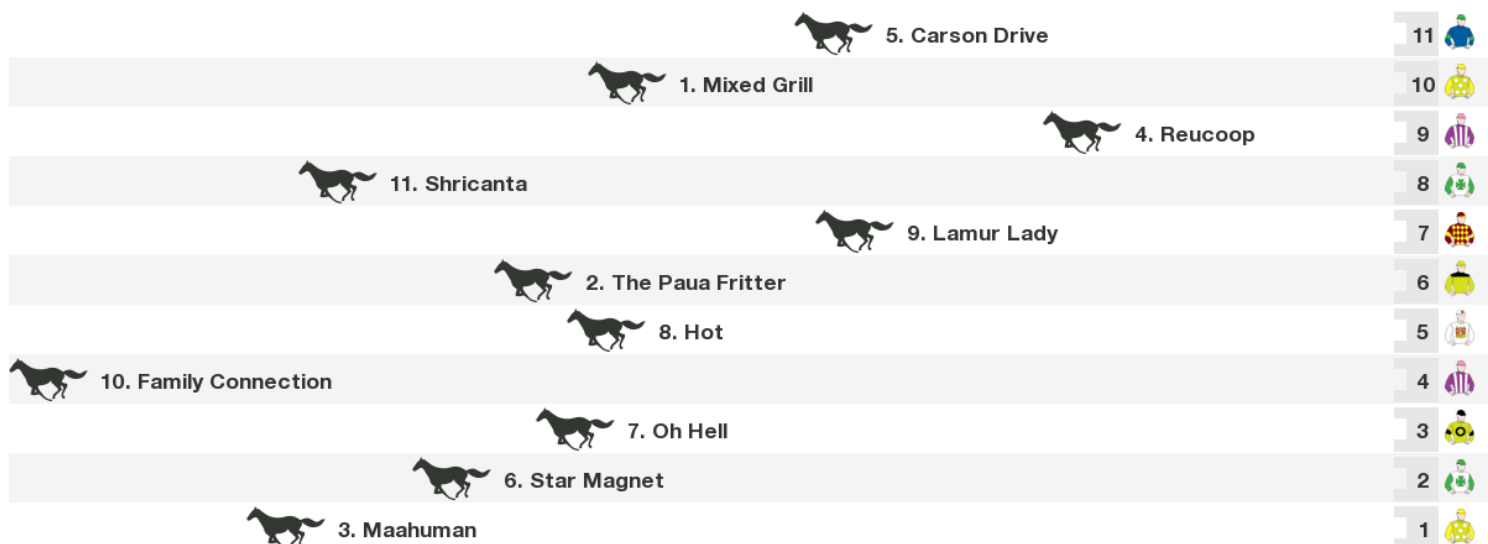 5. Carson Drive 11
1. Mixed Grill 10
4. Reucoop 9
11. Shricanta 8
9. Lamur Lady 7
2. The Paua Fritter 6
8. Hot 5
10. Family Connection 4
7. Oh Hell 3
6. Star Magnet 2
3. Maahuman 1